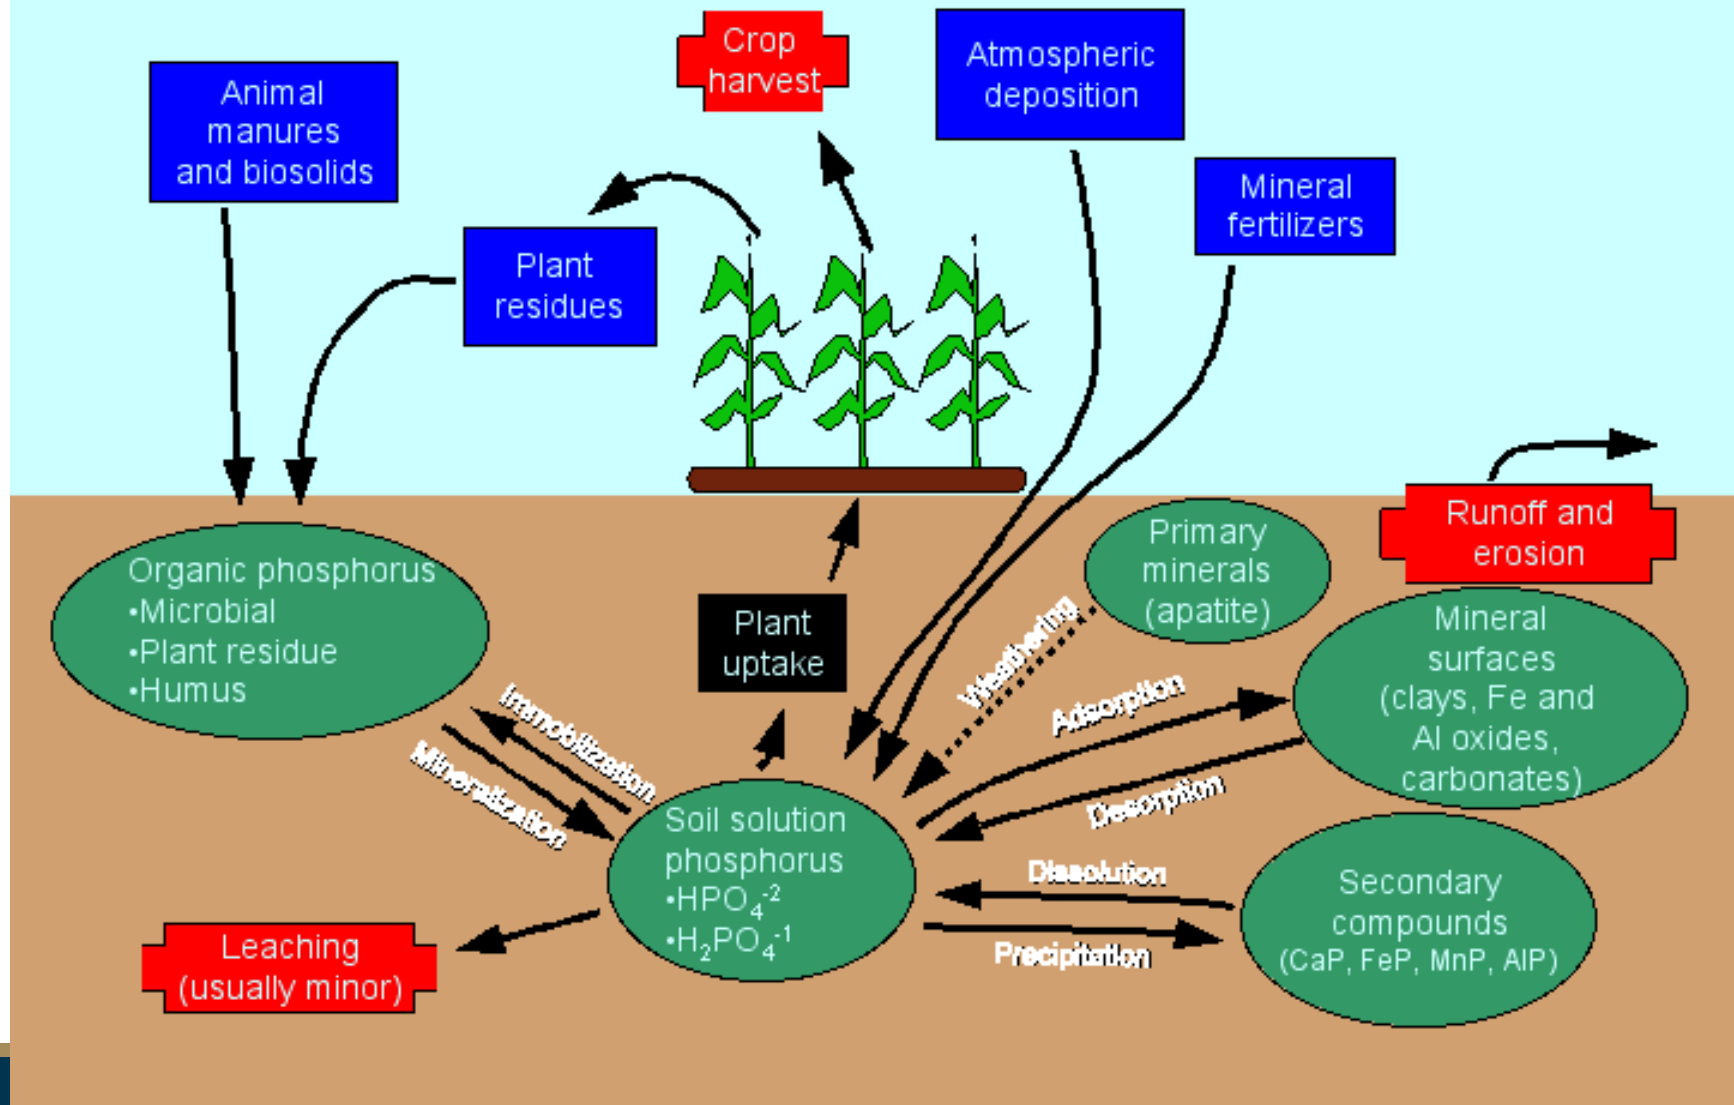 Crop
harvest
Atmospheric
deposition
Animal
manures
and biosolids
Mineral
fertilizers
Plant
residues
Runoff and
erosion
Primary
minerals
(apatite)
Organic phosphorus
•Microbial
•Plant residue
•Humus
Plant
uptake
Weathering
Mineral
surfaces
(clays, Fe and
Al oxides,
carbonates)
Adsorption
Desorption
Immobilization
Mineralization
Soil solution
phosphorus
•HPO₄⁻²
•H₂PO₄⁻¹
Dissolution
Precipitation
Secondary
compounds
(CaP, FeP, MnP, AlP)
Leaching
(usually minor)